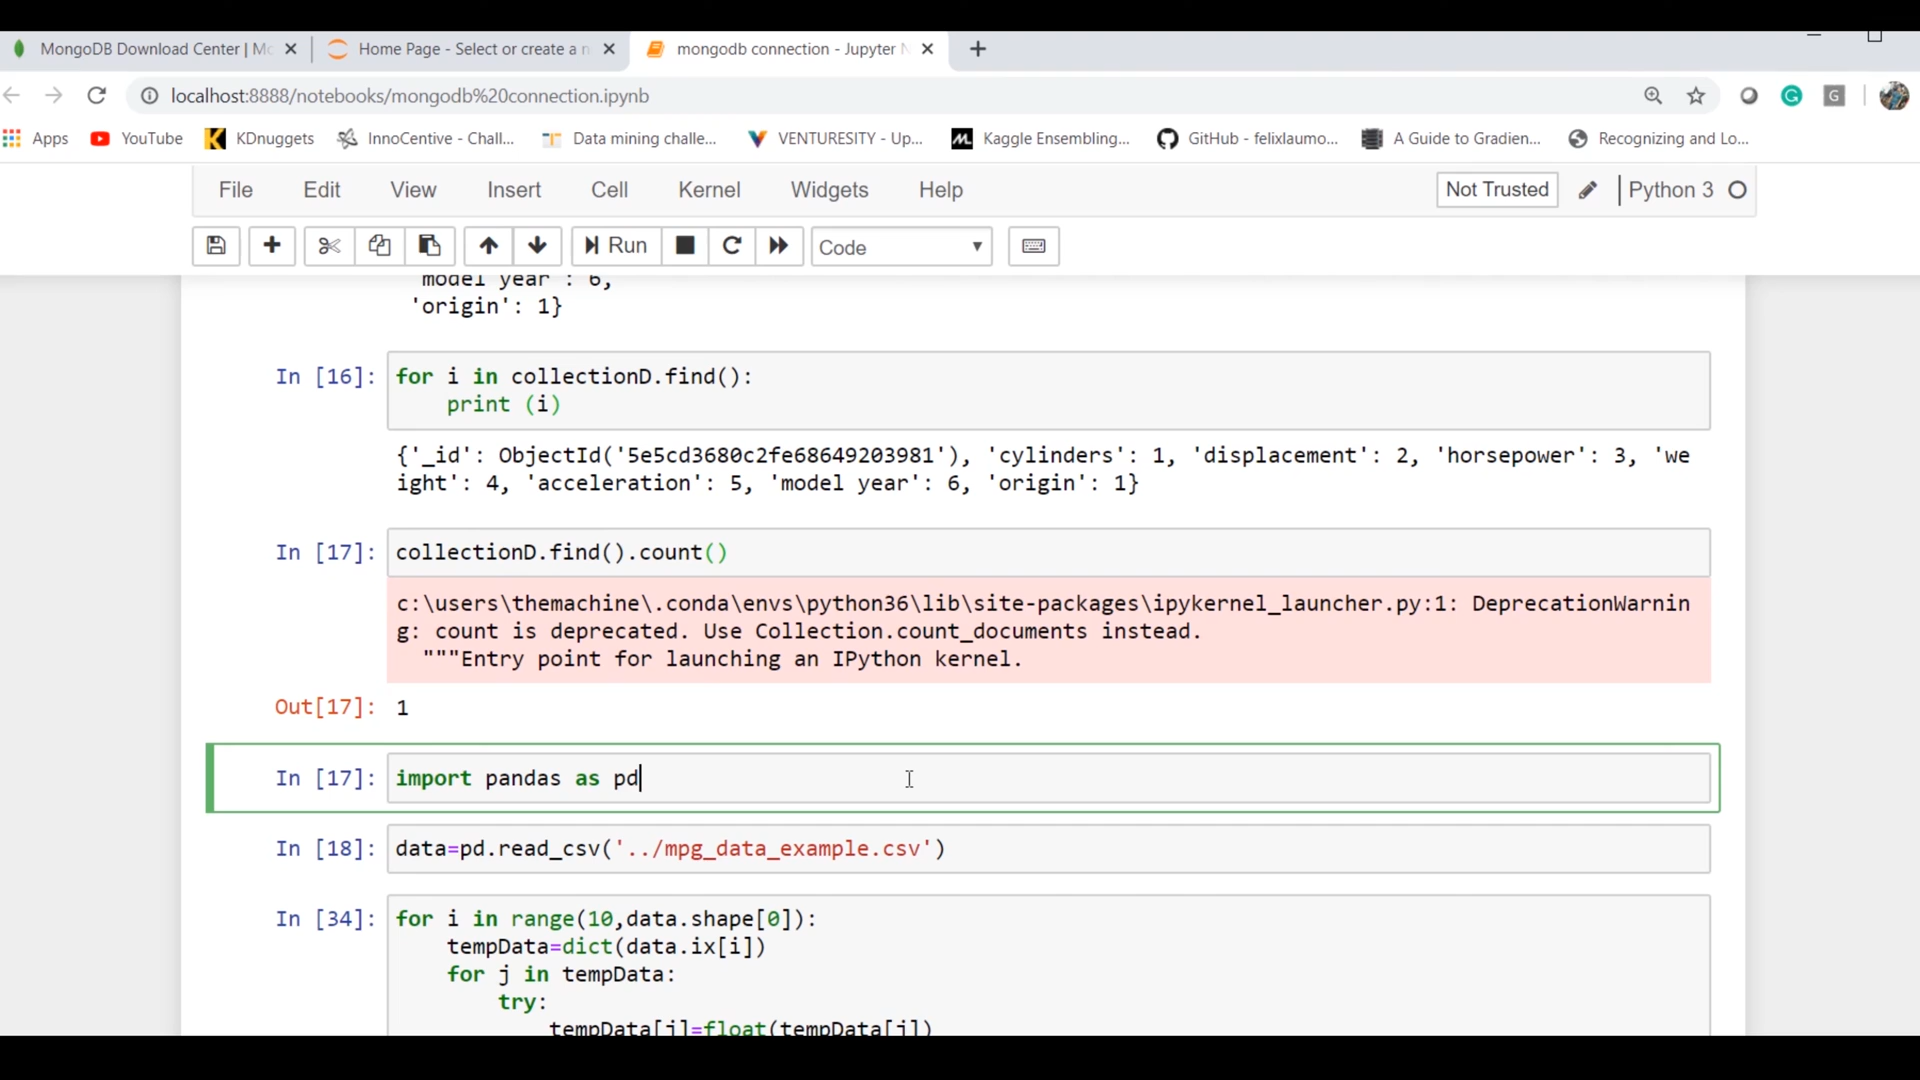 MongoDB Download Center | Mc
Home Page - Select or create a n
mongodb connection - Jupyter N
localhost:8888/notebooks/mongodb%20connection.ipynb
Apps YouTube KDnuggets InnoCentive - Chall... Data mining challe... VENTURESITY - Up... Kaggle Ensembling... GitHub - felixlaumo... A Guide to Gradien... Recognizing and Lo...
File Edit View Insert Cell Kernel Widgets Help Not Trusted Python 3
Run Code
'model year': 6,
'origin': 1}
In [16]: for i in collectionD.find():
print (i)
{'_id': ObjectId('5e5cd3680c2fe68649203981'), 'cylinders': 1, 'displacement': 2, 'horsepower': 3, 'we
ight': 4, 'acceleration': 5, 'model year': 6, 'origin': 1}
In [17]: collectionD.find().count()
c:\users\themachine\.conda\envs\python36\lib\site-packages\ipykernel_launcher.py:1: DeprecationWarnin
g: count is deprecated. Use Collection.count_documents instead.
"""Entry point for launching an IPython kernel.
Out[17]: 1
In [17]: import pandas as pd
In [18]: data=pd.read_csv('../mpg_data_example.csv')
In [34]: for i in range(10,data.shape[0]):
tempData=dict(data.ix[i])
for j in tempData:
try:
tempData[j]=float(tempData[j])